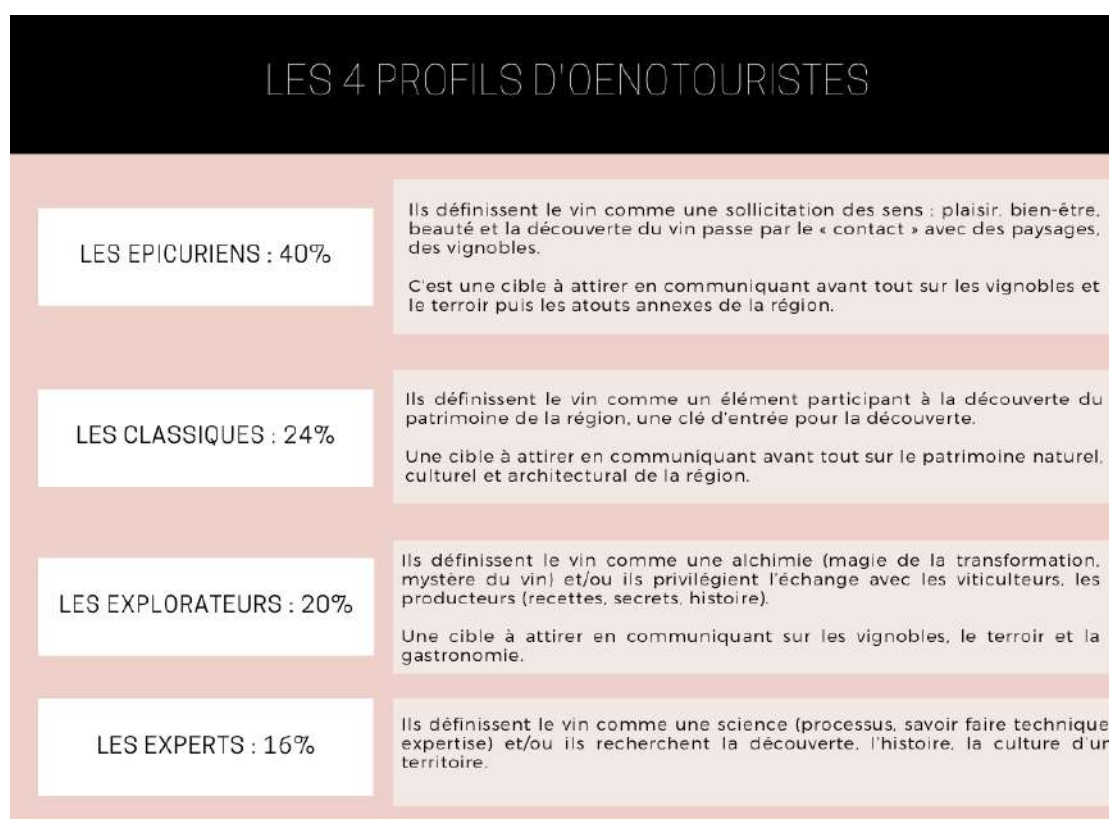 LES 4 PROFILS D'OENOTOURISTES
LES EPICURIENS : 40%
Ils définissent le vin comme une sollicitation des sens : plaisir, bien-être,
beauté et la découverte du vin passe par le « contact » avec des paysages,
des vignobles.
C'est une cible à attirer en communiquant avant tout sur les vignobles et
le terroir puis les atouts annexes de la région.
LES CLASSIQUES : 24%
Ils définissent le vin comme un élément participant à la découverte du
patrimoine de la région, une clé d'entrée pour la découverte.
Une cible à attirer en communiquant avant tout sur le patrimoine naturel,
culturel et architectural de la région.
LES EXPLORATEURS : 20%
Ils définissent le vin comme une alchimie (magie de la transformation,
mystère du vin) et/ou ils privilégient l'échange avec les viticulteurs, les
producteurs (recettes, secrets, histoire).
Une cible à attirer en communiquant sur les vignobles, le terroir et la
gastronomie.
LES EXPERTS : 16%
Ils définissent le vin comme une science (processus, savoir faire technique
expertise) et/ou ils recherchent la découverte, l'histoire, la culture d'un
territoire.